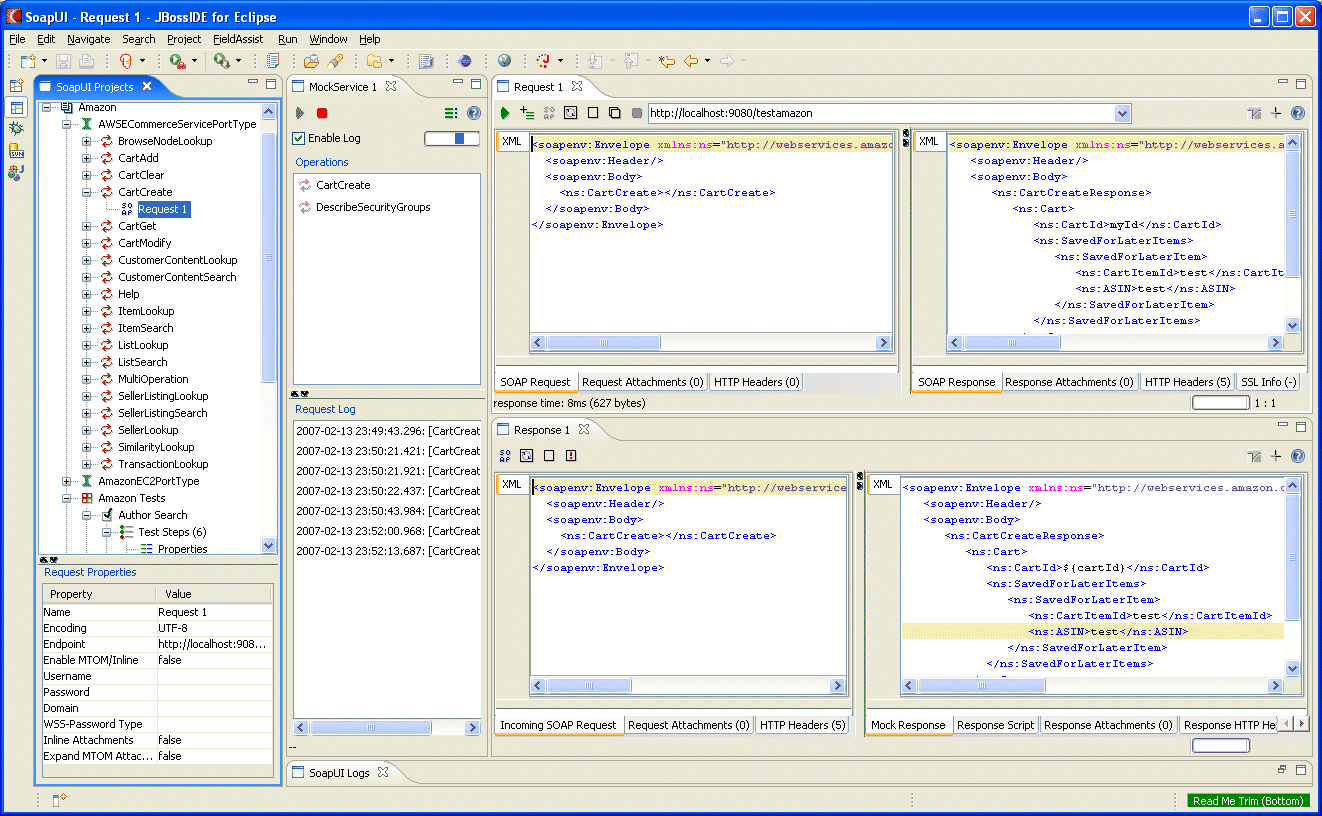 SoapUI - Request 1 - JBossIDE for Eclipse
File Edit Navigate Search Project FieldAssist Run Window Help
SoapUI Projects
Amazon
AWSECommerceServicePortType
BrowseNodeLookup
CartAdd
CartClear
CartCreate
Request 1
CartGet
CartModify
CustomerContentLookup
CustomerContentSearch
Help
ItemLookup
ItemSearch
ListLookup
ListSearch
MultiOperation
SellerListingLookup
SellerListingSearch
SellerLookup
SimilarityLookup
TransactionLookup
AmazonEC2PortType
Amazon Tests
Author Search
Test Steps (6)
Properties
Request Properties
Property Value
Name Request 1
Encoding UTF-8
Endpoint http://localhost:908...
Enable MTOM/Inline false
Username
Password
Domain
WSS-Password Type
Inline Attachments false
Expand MTOM Attac... false
MockService 1
Enable Log
Operations
CartCreate
DescribeSecurityGroups
Request Log
2007-02-13 23:49:43.296: [CartCreat
2007-02-13 23:50:21.421: [CartCreat
2007-02-13 23:50:21.921: [CartCreat
2007-02-13 23:50:22.437: [CartCreat
2007-02-13 23:50:43.984: [CartCreat
2007-02-13 23:52:00.968: [CartCreat
2007-02-13 23:52:13.687: [CartCreat
--
Request 1
http://localhost:9080/testamazon
XML
<soapenv:Envelope xmlns:ns="http://webservices.amazo
<soapenv:Header/>
<soapenv:Body>
<ns:CartCreate></ns:CartCreate>
</soapenv:Body>
</soapenv:Envelope>
SOAP Request Request Attachments (0) HTTP Headers (0)
XML
<soapenv:Envelope xmlns:ns="http://webservices.a
<soapenv:Header/>
<soapenv:Body>
<ns:CartCreateResponse>
<ns:Cart>
<ns:CartId>myId</ns:CartId>
<ns:SavedForLaterItems>
<ns:SavedForLaterItem>
<ns:CartItemId>test</ns:CartIt
<ns:ASIN>test</ns:ASIN>
</ns:SavedForLaterItem>
</ns:SavedForLaterItems>
SOAP Response Response Attachments (0) HTTP Headers (5) SSL Info (-)
response time: 8ms (627 bytes)
1 : 1
Response 1
XML
<soapenv:Envelope xmlns:ns="http://webservice
<soapenv:Header/>
<soapenv:Body>
<ns:CartCreate></ns:CartCreate>
</soapenv:Body>
</soapenv:Envelope>
Incoming SOAP Request Request Attachments (0) HTTP Headers (5)
XML
<soapenv:Envelope xmlns:ns="http://webservices.amazon.c
<soapenv:Header/>
<soapenv:Body>
<ns:CartCreateResponse>
<ns:Cart>
<ns:CartId>${cartId}</ns:CartId>
<ns:SavedForLaterItems>
<ns:SavedForLaterItem>
<ns:CartItemId>test</ns:CartItemId>
<ns:ASIN>test</ns:ASIN>
</ns:SavedForLaterItem>
</ns:SavedForLaterItems>
Mock Response Response Script Response Attachments (0) Response HTTP He
SoapUI Logs
Read Me Trim (Bottom)